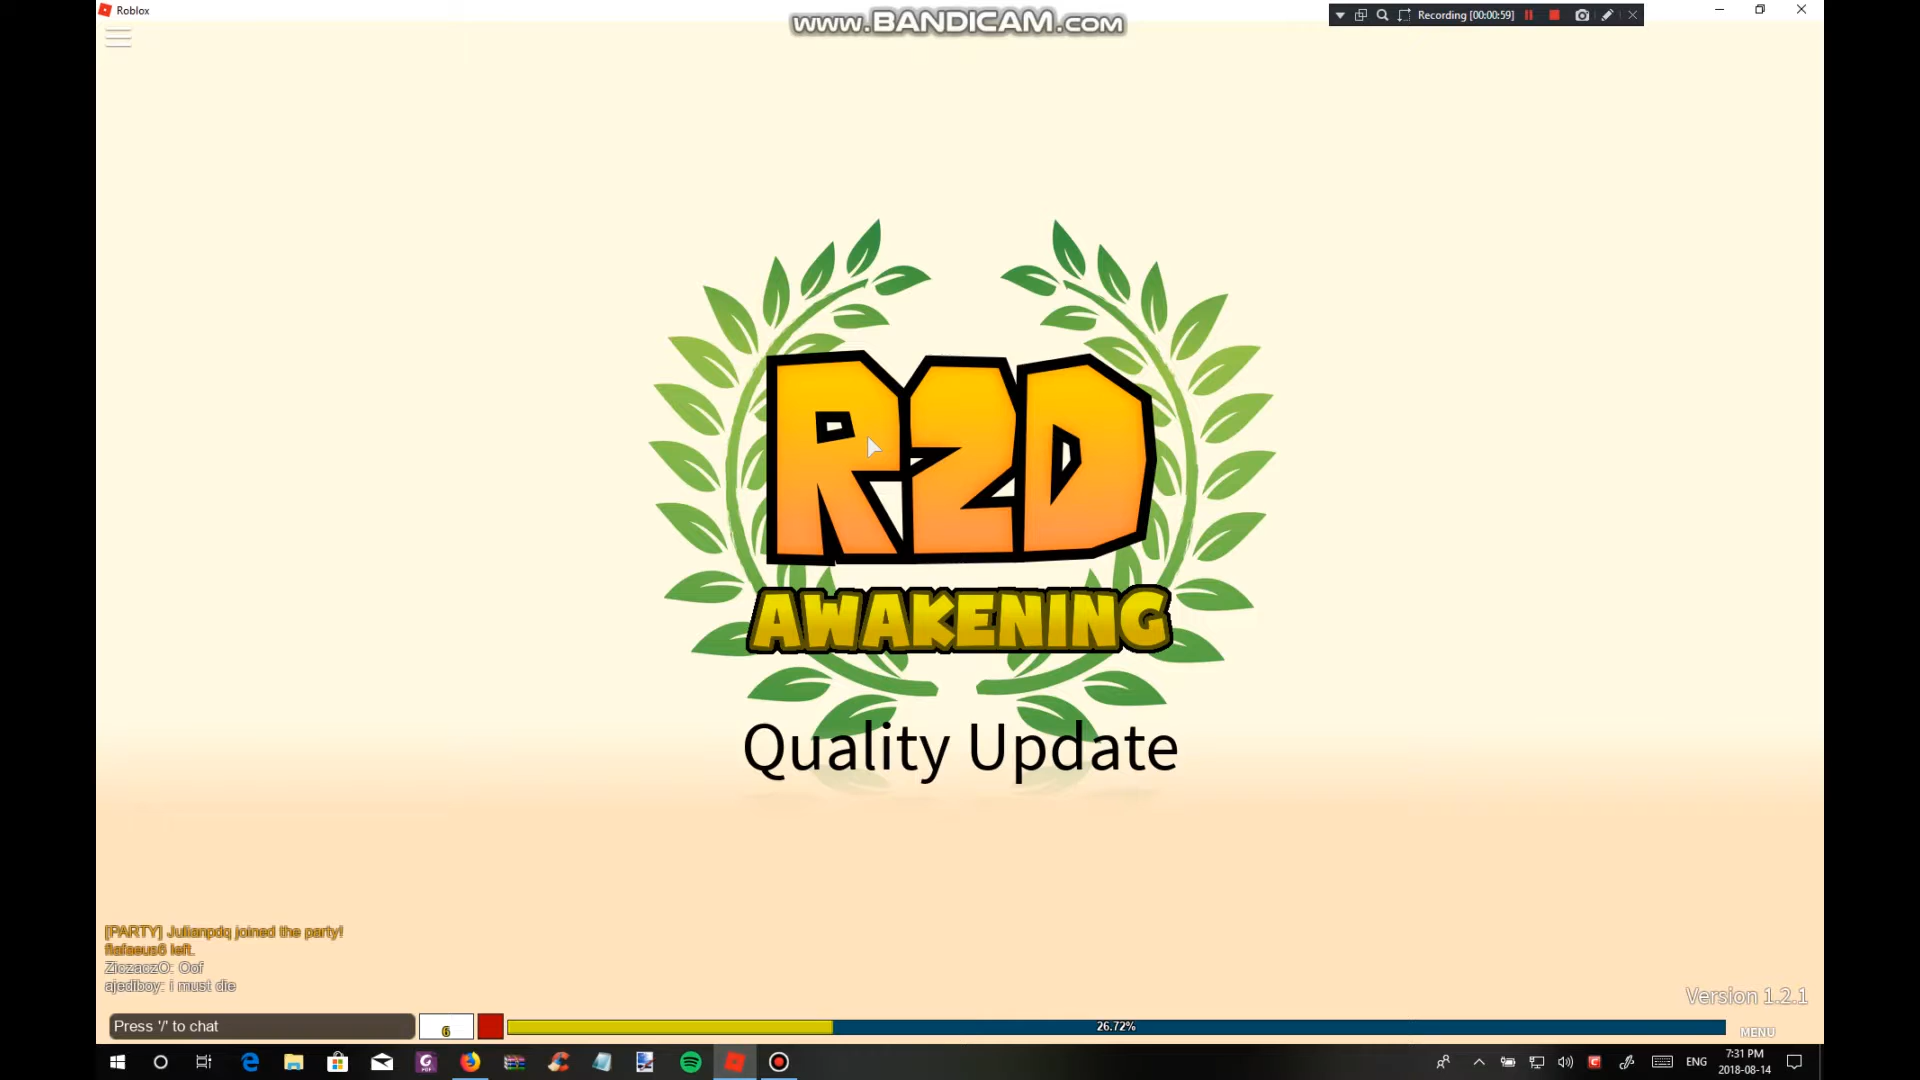 Roblox
www.BANDICAM.com
Recording [00:00:59]
R2D
AWAKENING
Quality Update
[PARTY] Julianpdq joined the party!
flafaeus6 left.
ZiczaczO: Oof
ajediboy: i must die
Version 1.2.1
Press '/' to chat
6
26.72%
MENU
ENG
7:31 PM
2018-08-14